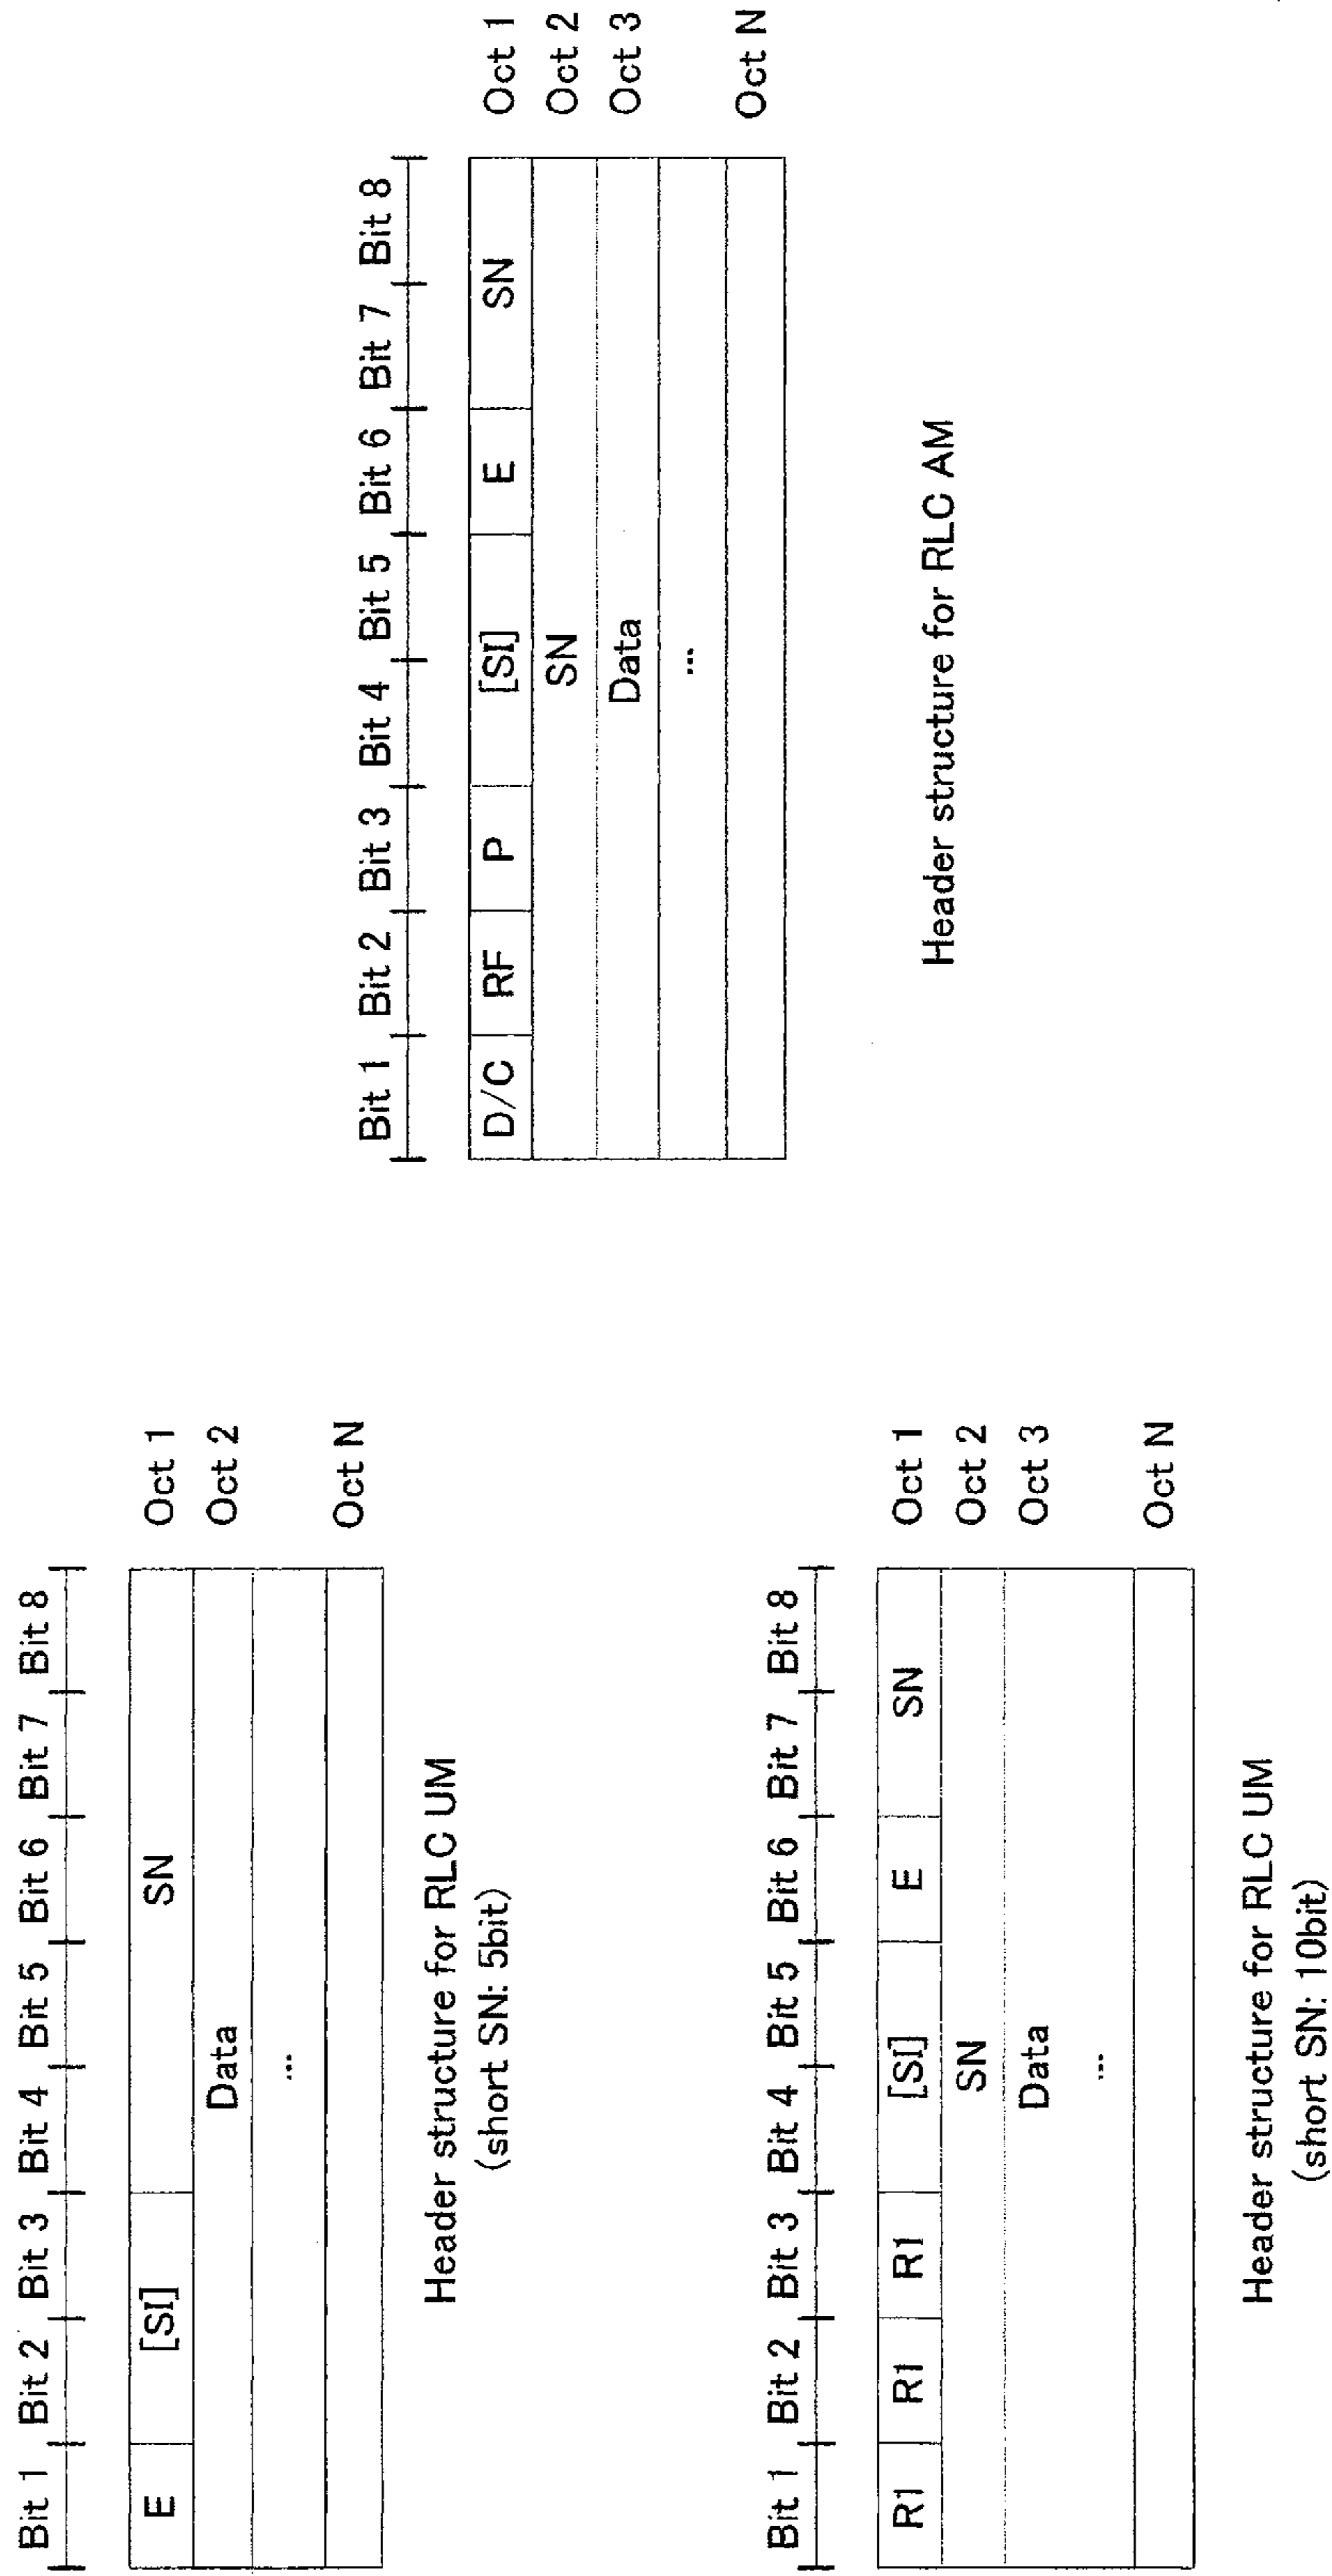 Bit 1 Bit 2 Bit 3 Bit 4 Bit 5 Bit 6 Bit 7 Bit 8
E [SI] SN Oct 1
Data Oct 2
...
Oct N
Header structure for RLC UM
(short SN: 5bit)
Bit 1 Bit 2 Bit 3 Bit 4 Bit 5 Bit 6 Bit 7 Bit 8
R1 R1 R1 [SI] E SN Oct 1
SN Oct 2
Data Oct 3
...
Oct N
Header structure for RLC UM
(short SN: 10bit)
Bit 1 Bit 2 Bit 3 Bit 4 Bit 5 Bit 6 Bit 7 Bit 8
D/C RF P [SI] E SN Oct 1
SN Oct 2
Data Oct 3
...
Oct N
Header structure for RLC AM